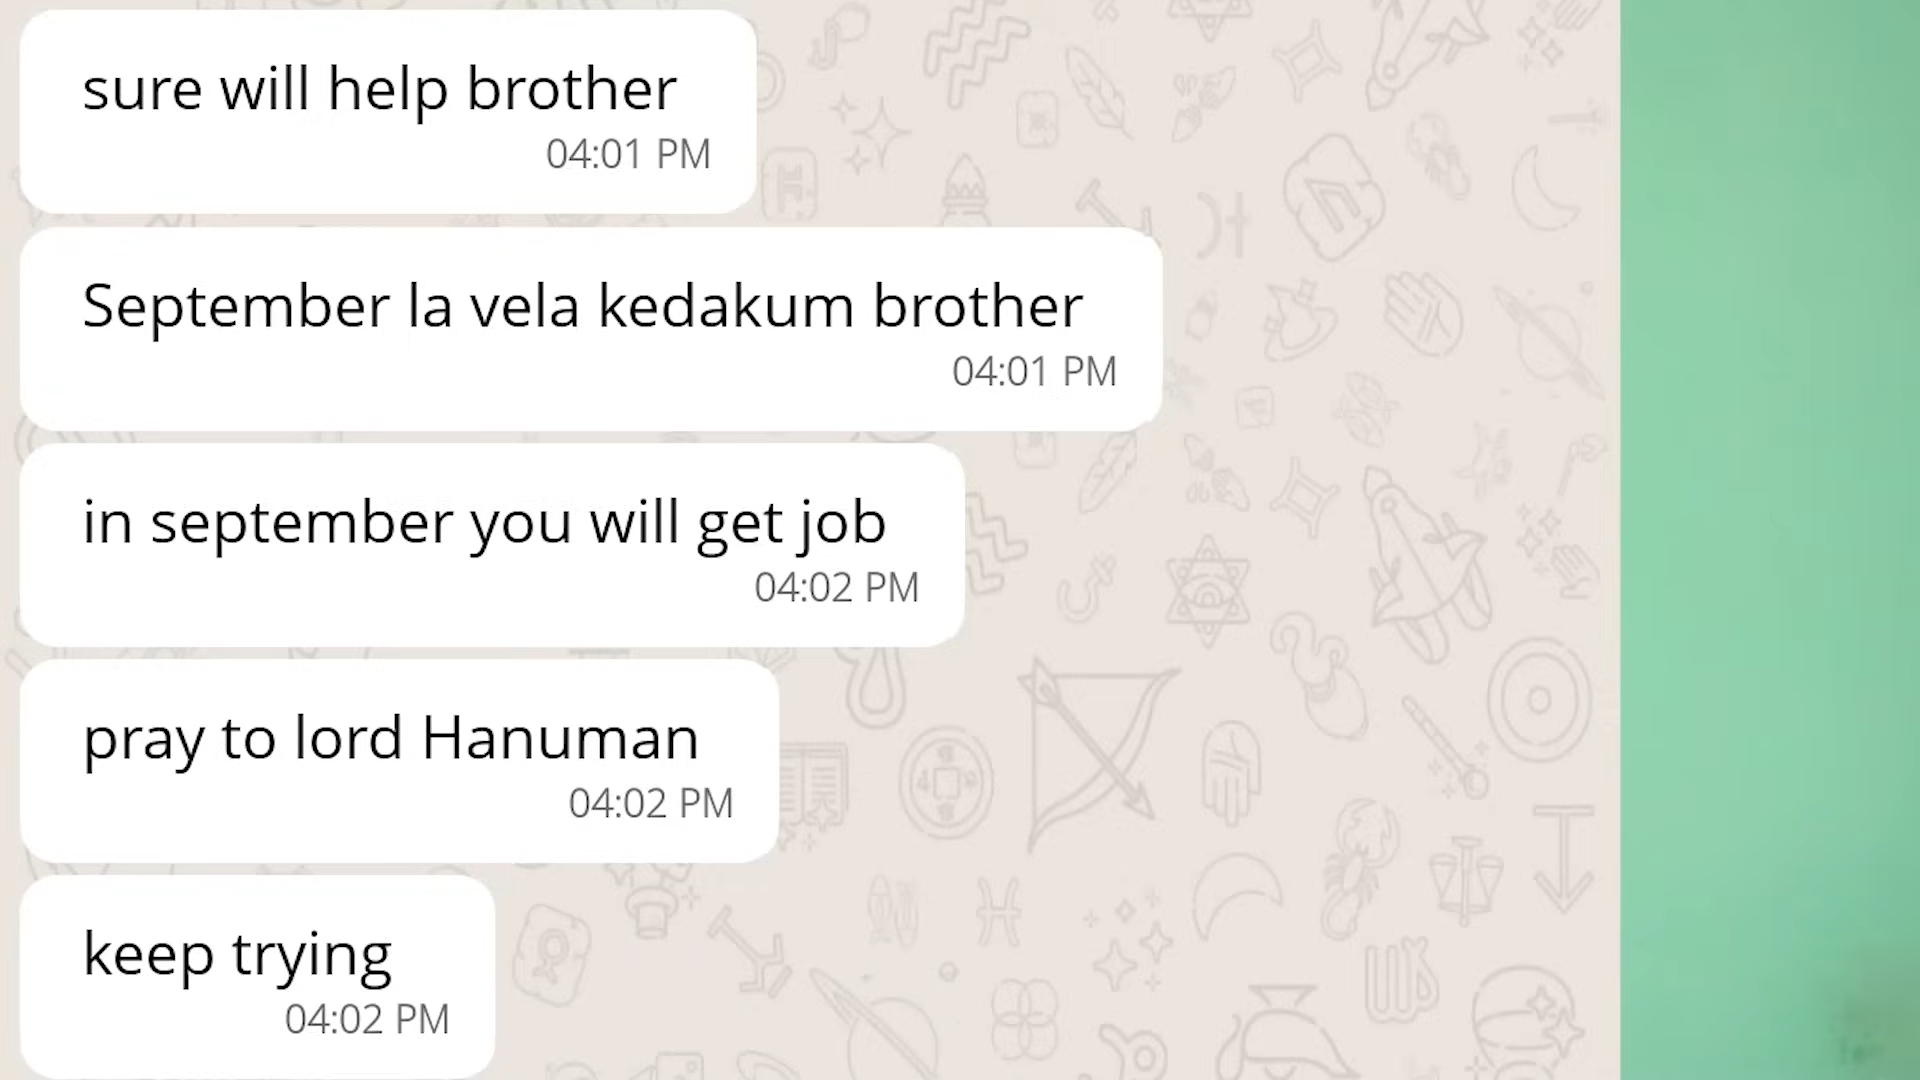 sure will help brother
04:01 PM
September la vela kedakum brother
04:01 PM
in september you will get job
04:02 PM
pray to lord Hanuman
04:02 PM
keep trying
04:02 PM